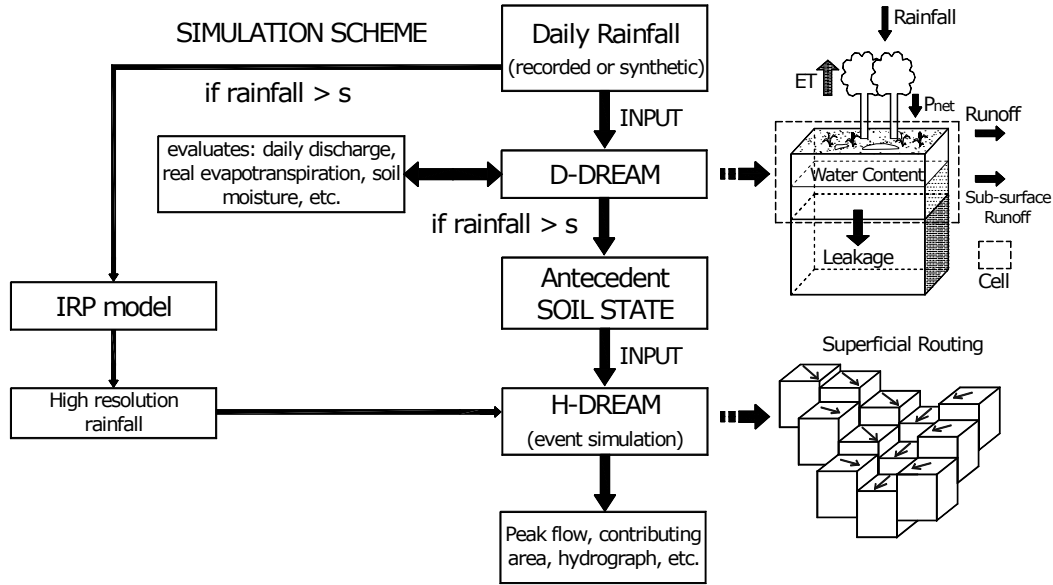 SIMULATION SCHEME
Daily Rainfall
(recorded or synthetic)
if rainfall > s
INPUT
evaluates: daily discharge,
real evapotranspiration, soil
moisture, etc.
D-DREAM
if rainfall > s
Antecedent
SOIL STATE
IRP model
INPUT
High resolution
rainfall
H-DREAM
(event simulation)
Peak flow, contributing
area, hydrograph, etc.
Rainfall
ET
Pnet
Runoff
Water Content
Sub-surface
Runoff
Leakage
Cell
Superficial Routing